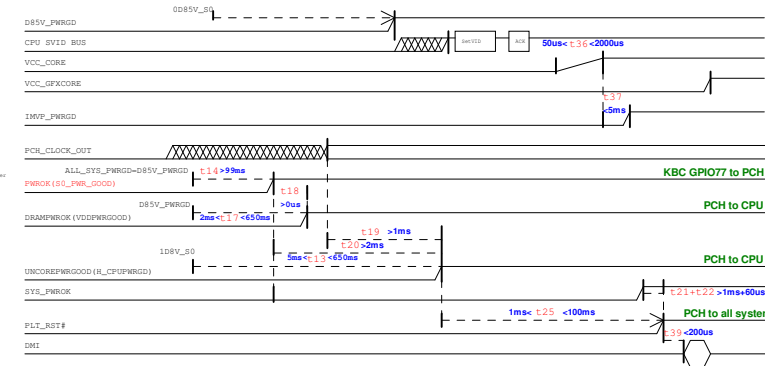 0D85V_S0
D85V_PWRGD
CPU SVID BUS
SetVID
ACK
50us< t36 <2000us
VCC_CORE
VCC_GFXCORE
t37
<5ms
IMVP_PWRGD
PCH_CLOCK_OUT
ALL_SYS_PWRGD=D85V_PWRGD
t14 >99ms
KBC GPIO77 to PCH
PWROK(S0_PWR_GOOD)
t18
>0us
D85V_PWRGD
PCH to CPU
2ms< t17 <650ms
DRAMPWROK(VDDPWRGOOD)
t19 >1ms
t20 >2ms
1D8V_S0
5ms< t13 <650ms
PCH to CPU
UNCOREPWRGOOD(H_CPUPWRGD)
SYS_PWROK
t21+t22 >1ms+60us
1ms< t25 <100ms
PCH to all system
PLT_RST#
t39 <200us
DMI